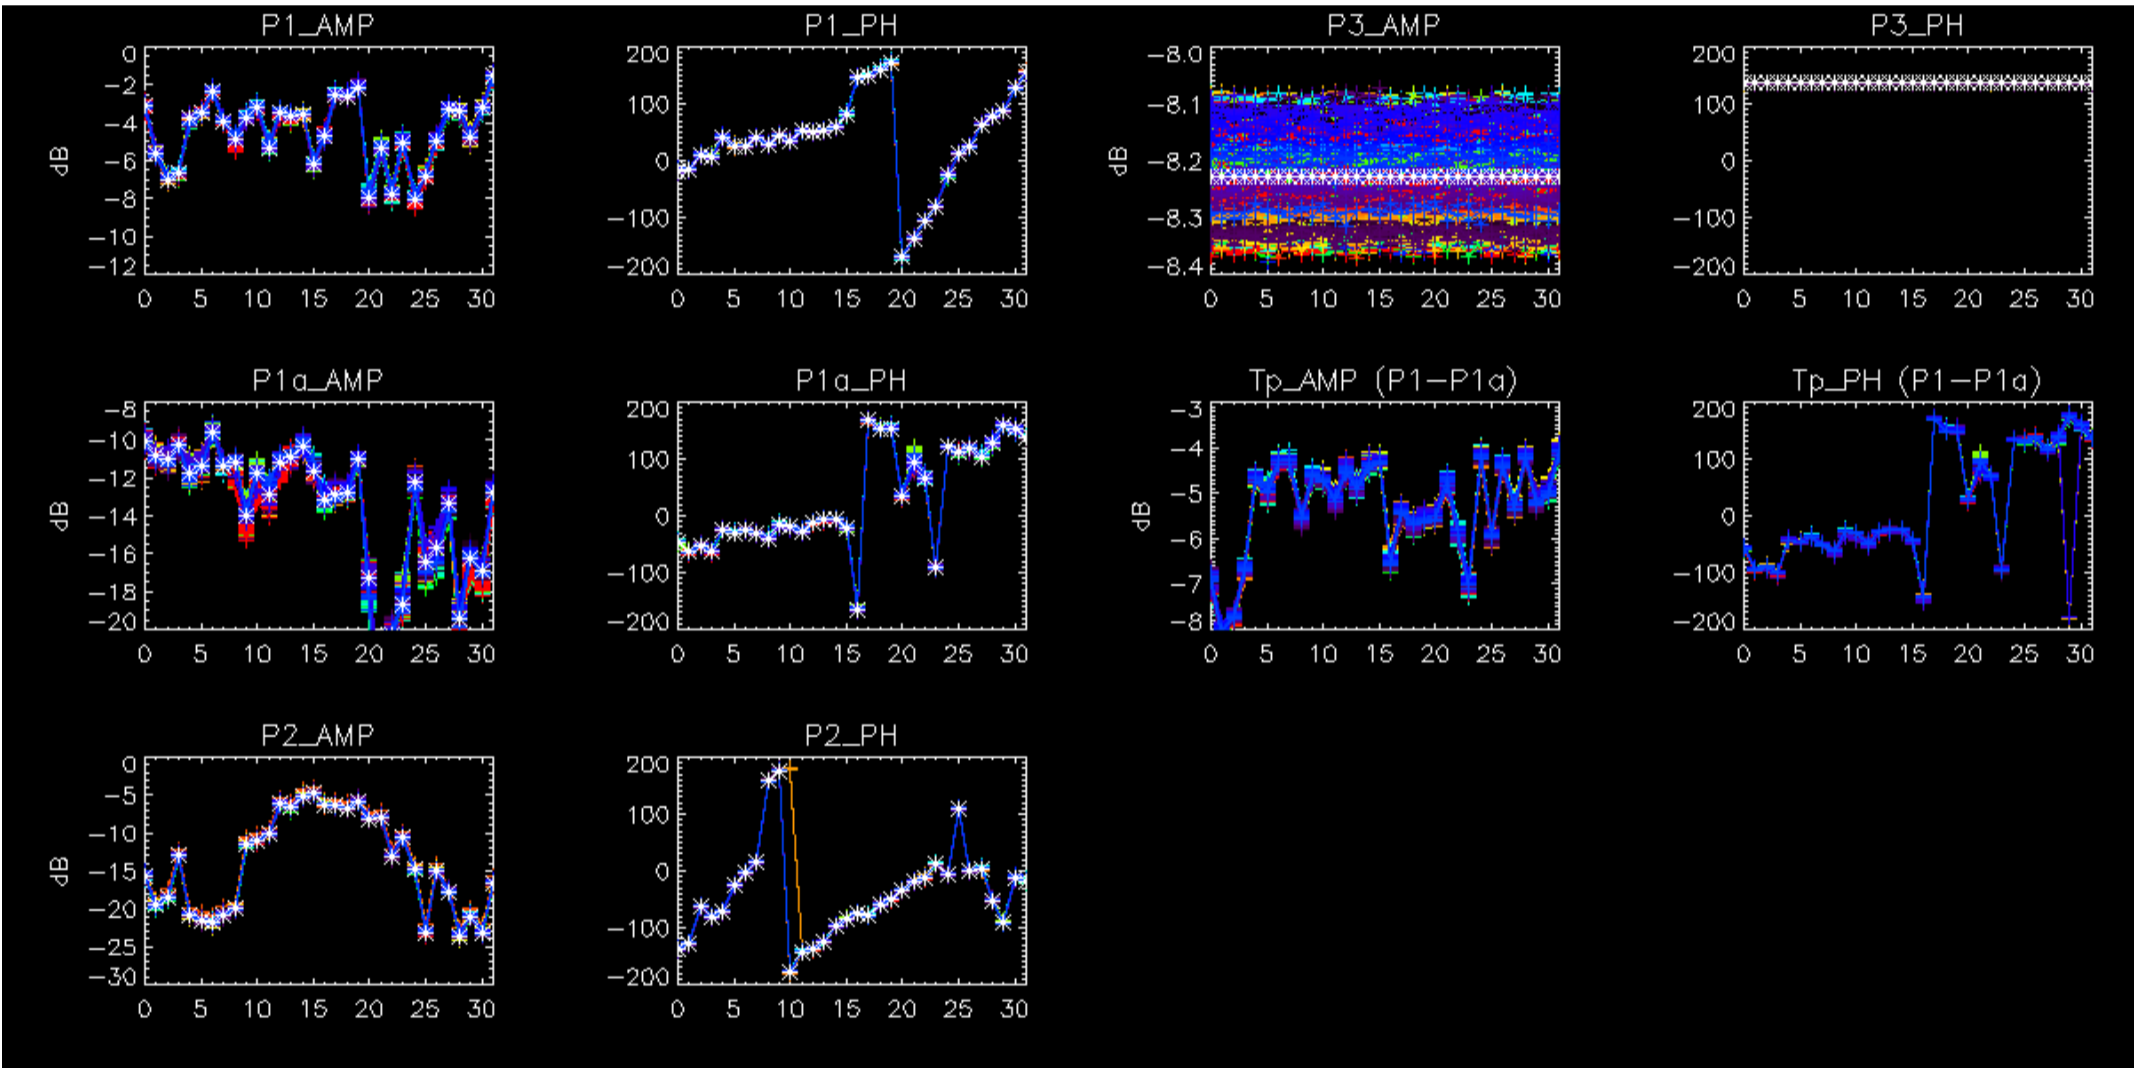 P1_AMP
0
-2
-4
-6
-8
-10
-12
dB
0 5 10 15 20 25 30
P1_PH
200
100
0
-100
-200
0 5 10 15 20 25 30
P3_AMP
-8.0
-8.1
-8.2
-8.3
-8.4
dB
0 5 10 15 20 25 30
P3_PH
200
100
0
-100
-200
0 5 10 15 20 25 30
P1a_AMP
-8
-10
-12
-14
-16
-18
-20
dB
0 5 10 15 20 25 30
P1a_PH
200
100
0
-100
-200
0 5 10 15 20 25 30
Tp_AMP (P1-P1a)
-3
-4
-5
-6
-7
-8
dB
0 5 10 15 20 25 30
Tp_PH (P1-P1a)
200
100
0
-100
-200
0 5 10 15 20 25 30
P2_AMP
0
-5
-10
-15
-20
-25
-30
dB
0 5 10 15 20 25 30
P2_PH
200
100
0
-100
-200
0 5 10 15 20 25 30